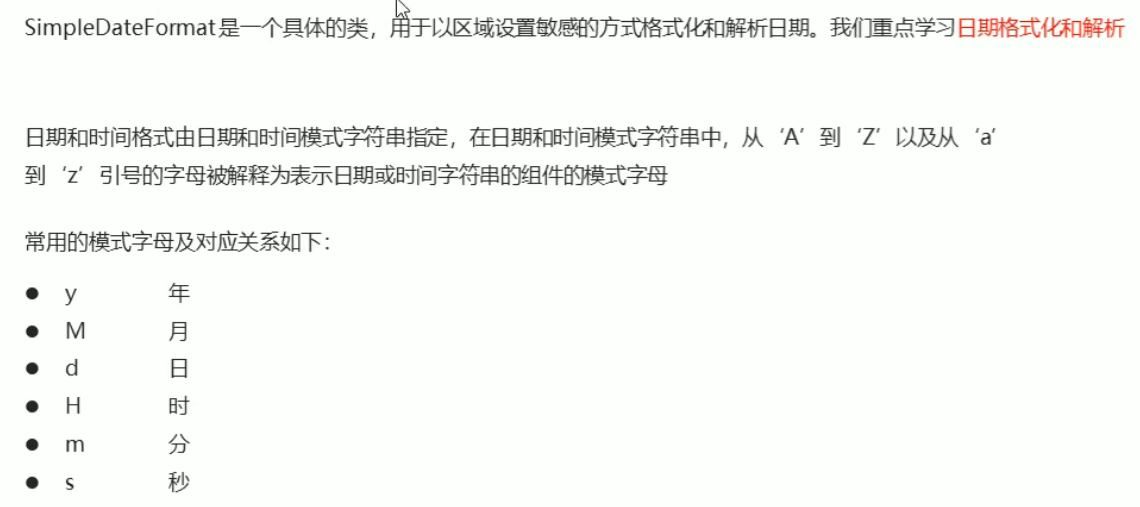 SimpleDateFormat是一个具体的类，用于以区域设置敏感的方式格式化和解析日期。我们重点学习日期格式化和解析
日期和时间格式由日期和时间模式字符串指定，在日期和时间模式字符串中，从‘A’到‘Z’以及从‘a’
到‘z’引号的字母被解释为表示日期或时间字符串的组件的模式字母
常用的模式字母及对应关系如下：
● y 年
● M 月
● d 日
● H 时
● m 分
● s 秒